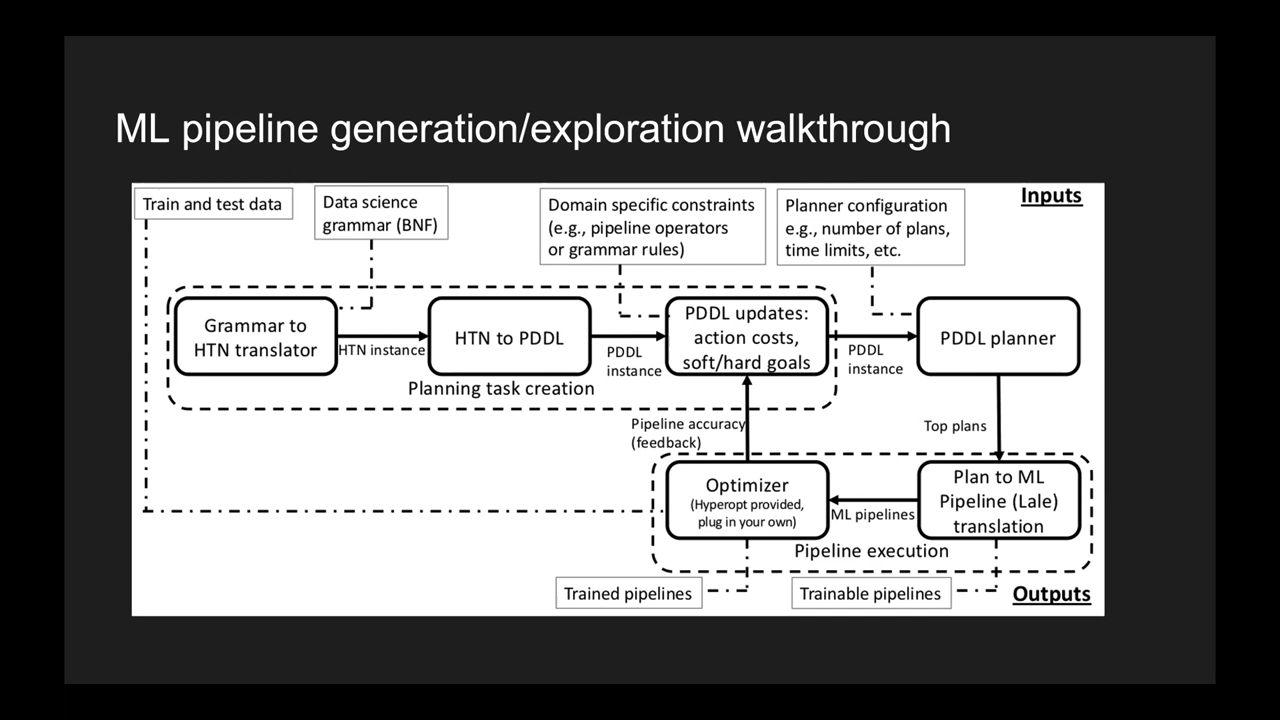 ML pipeline generation/exploration walkthrough
Inputs
Train and test data
Data science
grammar (BNF)
Domain specific constraints
(e.g., pipeline operators
or grammar rules)
Planner configuration
e.g., number of plans,
time limits, etc.
Grammar to
HTN translator
HTN instance
HTN to PDDL
PDDL
instance
PDDL updates:
action costs,
soft/hard goals
PDDL
instance
PDDL planner
Planning task creation
Pipeline accuracy
(feedback)
Top plans
Optimizer
(Hyperopt provided,
plug in your own)
ML pipelines
Plan to ML
Pipeline (Lale)
translation
Pipeline execution
Trained pipelines
Trainable pipelines
Outputs